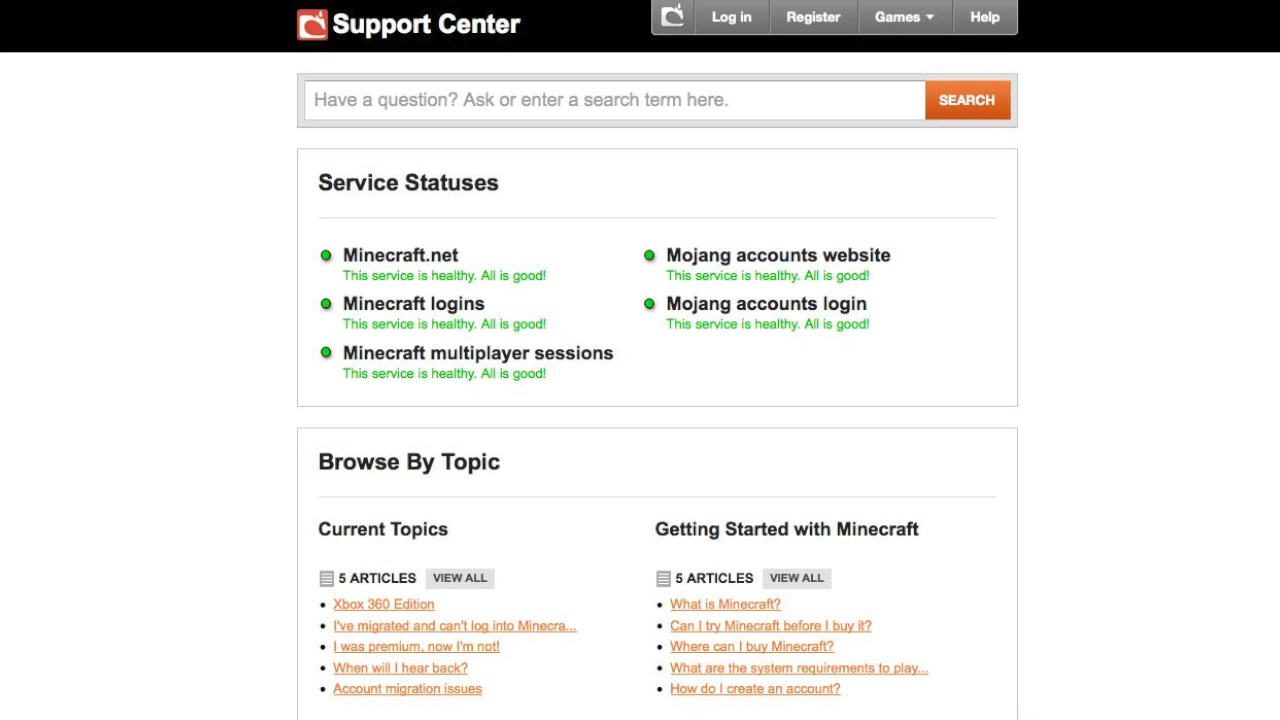 Support Center
Log in
Register
Games
Help
Have a question? Ask or enter a search term here.
SEARCH
Service Statuses
Minecraft.net
This service is healthy. All is good!
Minecraft logins
This service is healthy. All is good!
Minecraft multiplayer sessions
This service is healthy. All is good!
Mojang accounts website
This service is healthy. All is good!
Mojang accounts login
This service is healthy. All is good!
Browse By Topic
Current Topics
5 ARTICLES VIEW ALL
Xbox 360 Edition
I've migrated and can't log into Minecra...
I was premium, now I'm not!
When will I hear back?
Account migration issues
Getting Started with Minecraft
5 ARTICLES VIEW ALL
What is Minecraft?
Can I try Minecraft before I buy it?
Where can I buy Minecraft?
What are the system requirements to play...
How do I create an account?